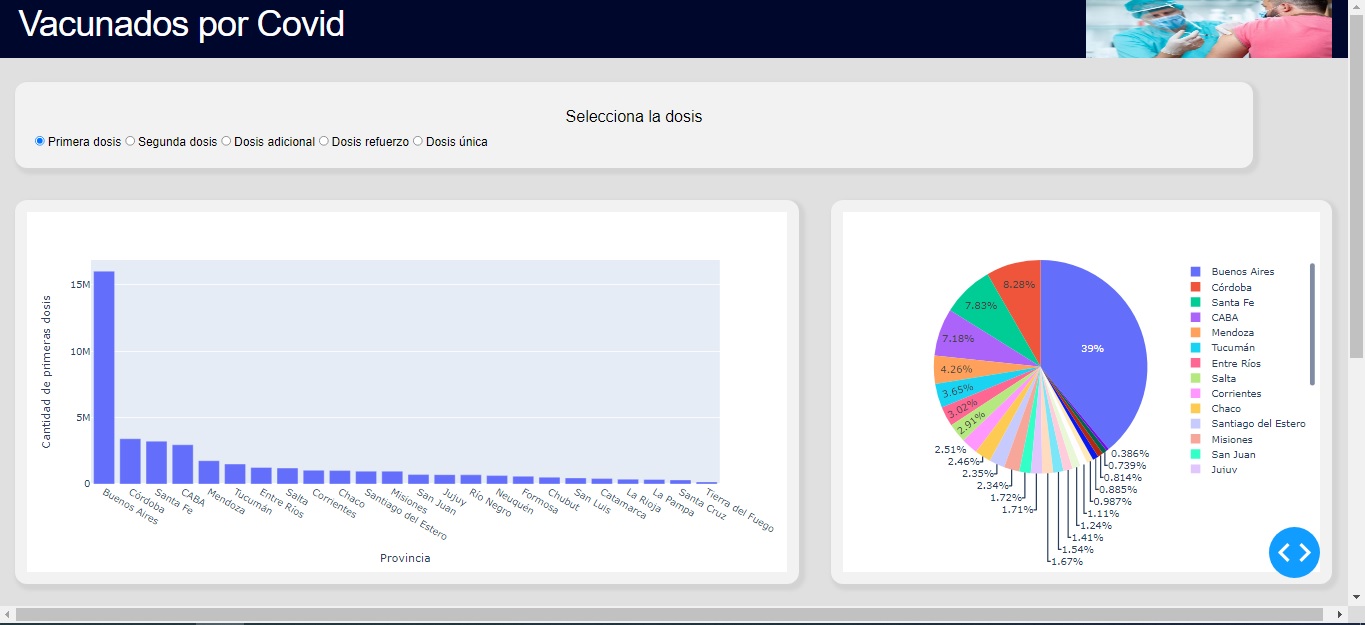 Vacunados por Covid
Selecciona la dosis
Primera dosis Segunda dosis Dosis adicional Dosis refuerzo Dosis única
Cantidad de primeras dosis
15M
10M
5M
0
Buenos Aires
Córdoba
Santa Fe
CABA
Mendoza
Tucumán
Entre Ríos
Salta
Corrientes
Chaco
Santiago del Estero
Misiones
San Juan
Jujuy
Río Negro
Neuquén
Formosa
Chubut
San Luis
Catamarca
La Rioja
La Pampa
Santa Cruz
Tierra del Fuego
Provincia
39%
8.28%
7.83%
7.18%
4.26%
3.65%
3.02%
2.91%
2.51%
2.46%
2.35%
2.34%
1.72%
1.71%
1.67%
1.54%
1.41%
1.24%
1.11%
0.987%
0.885%
0.814%
0.739%
0.386%
Buenos Aires
Córdoba
Santa Fe
CABA
Mendoza
Tucumán
Entre Ríos
Salta
Corrientes
Chaco
Santiago del Estero
Misiones
San Juan
Jujuy